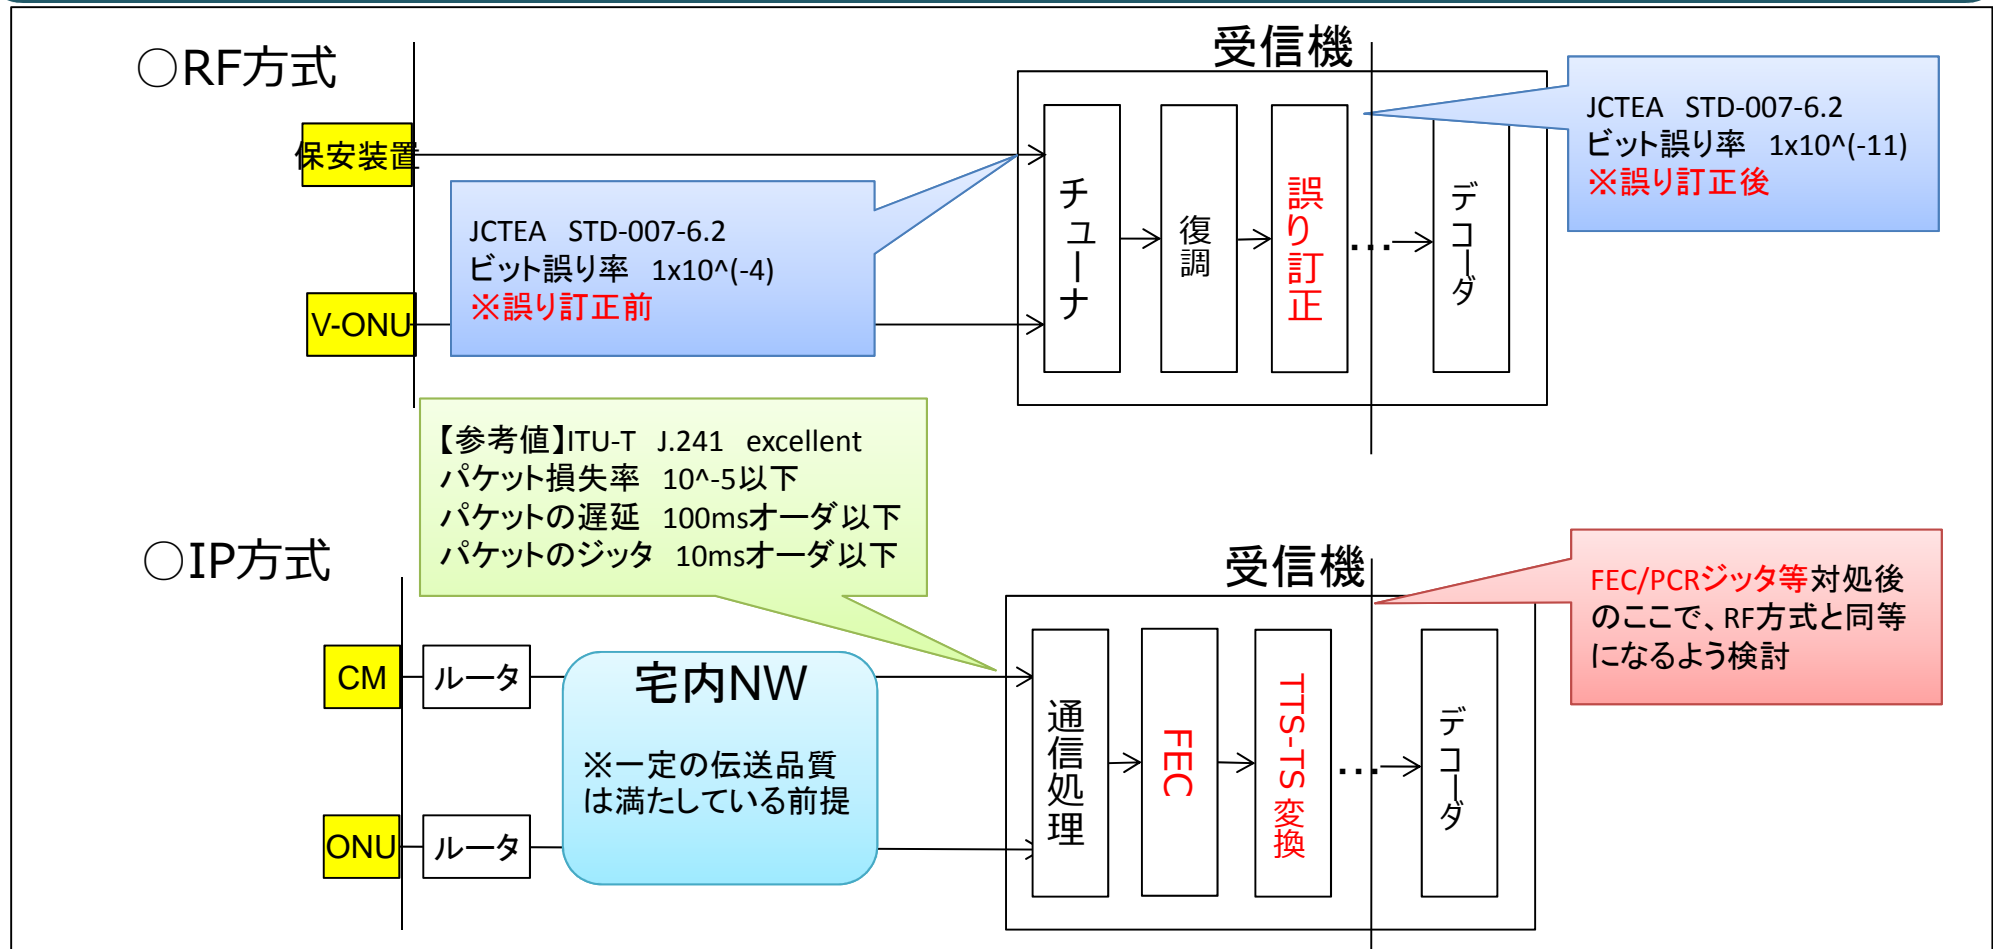 ○RF方式
受信機
保安装置
V-ONU
JCTEA STD-007-6.2
ビット誤り率 1x10^(-4)
※誤り訂正前
チューナ
復調
誤り訂正
…
デコーダ
JCTEA STD-007-6.2
ビット誤り率 1x10^(-11)
※誤り訂正後
【参考値】ITU-T J.241 excellent
パケット損失率 10^-5以下
パケットの遅延 100msオーダ以下
パケットのジッタ 10msオーダ以下
○IP方式
受信機
CM
ルータ
ONU
ルータ
宅内NW
※一定の伝送品質
は満たしている前提
通信処理
FEC
TTS-TS変換
…
デコーダ
FEC/PCRジッタ等対処後
のここで、RF方式と同等
になるよう検討